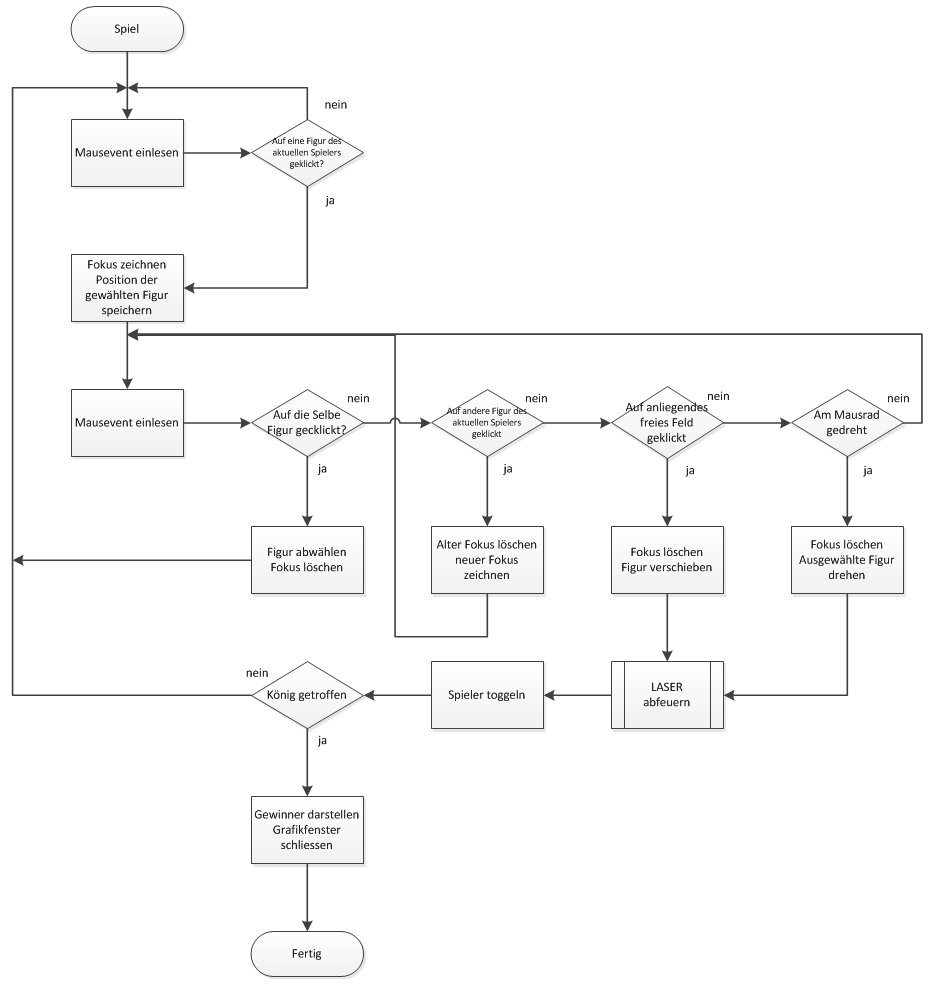 Spiel
nein
Mausevent einlesen
Auf eine Figur des
aktuellen Spielers
geklickt?
ja
Fokus zeichnen
Position der
gewählten Figur
speichern
Mausevent einlesen
Auf die Selbe
Figur gecklickt?
nein
ja
Auf andere Figur des
aktuellen Spielers
geklickt
nein
ja
Auf anliegendes
freies Feld
geklickt
nein
ja
Am Mausrad
gedreht
nein
ja
Figur abwählen
Fokus löschen
Alter Fokus löschen
neuer Fokus
zeichnen
Fokus löschen
Figur verschieben
Fokus löschen
Ausgewählte Figur
drehen
nein
König getroffen
ja
Spieler toggeln
LASER
abfeuern
Gewinner darstellen
Grafikfenster
schliessen
Fertig